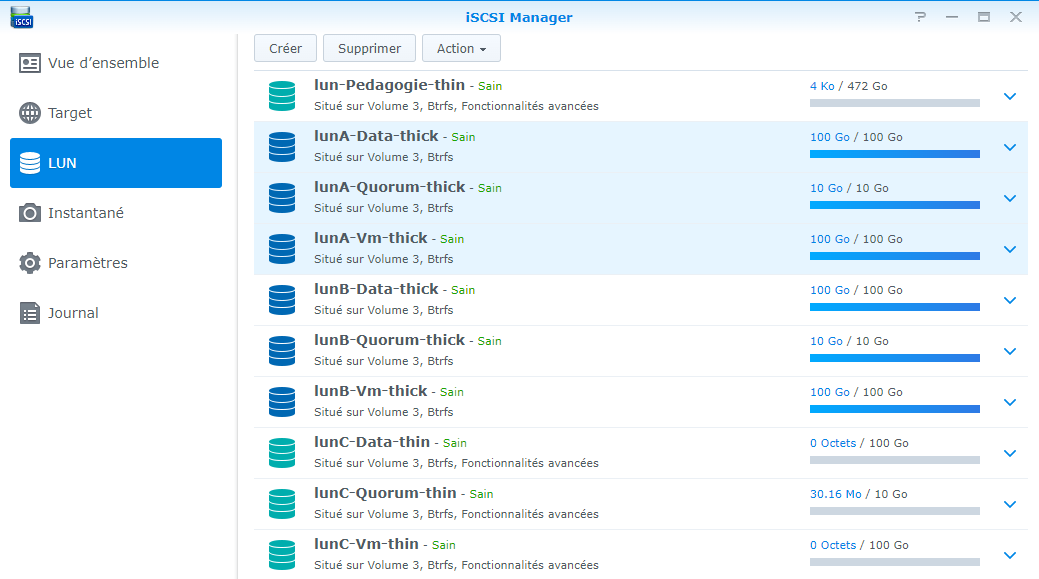 iSCSI
iSCSI Manager
Vue d’ensemble
Target
LUN
Instantané
Paramètres
Journal
Créer
Supprimer
Action
lun-Pedagogie-thin - Sain
Situé sur Volume 3, Btrfs, Fonctionnalités avancées
4 Ko / 472 Go
lunA-Data-thick - Sain
Situé sur Volume 3, Btrfs
100 Go / 100 Go
lunA-Quorum-thick - Sain
Situé sur Volume 3, Btrfs
10 Go / 10 Go
lunA-Vm-thick - Sain
Situé sur Volume 3, Btrfs
100 Go / 100 Go
lunB-Data-thick - Sain
Situé sur Volume 3, Btrfs
100 Go / 100 Go
lunB-Quorum-thick - Sain
Situé sur Volume 3, Btrfs
10 Go / 10 Go
lunB-Vm-thick - Sain
Situé sur Volume 3, Btrfs
100 Go / 100 Go
lunC-Data-thin - Sain
Situé sur Volume 3, Btrfs, Fonctionnalités avancées
0 Octets / 100 Go
lunC-Quorum-thin - Sain
Situé sur Volume 3, Btrfs, Fonctionnalités avancées
30.16 Mo / 10 Go
lunC-Vm-thin - Sain
Situé sur Volume 3, Btrfs, Fonctionnalités avancées
0 Octets / 100 Go